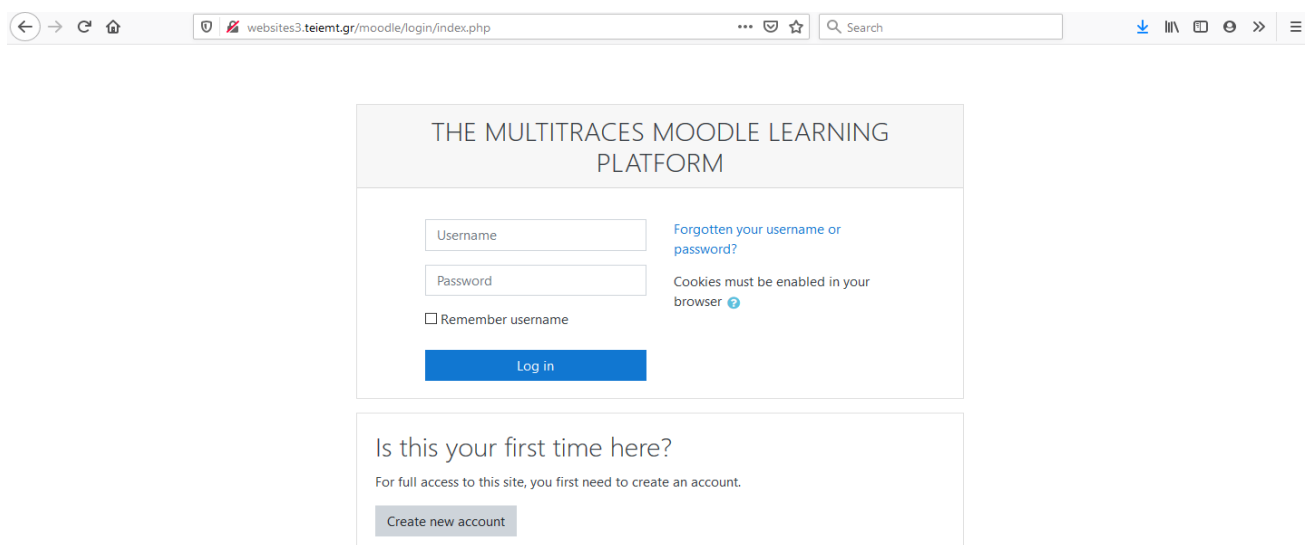 websites3.teiemt.gr/moodle/login/index.php
Search
THE MULTITRACES MOODLE LEARNING
PLATFORM
Username
Password
Remember username
Log in
Forgotten your username or
password?
Cookies must be enabled in your
browser
Is this your first time here?
For full access to this site, you first need to create an account.
Create new account